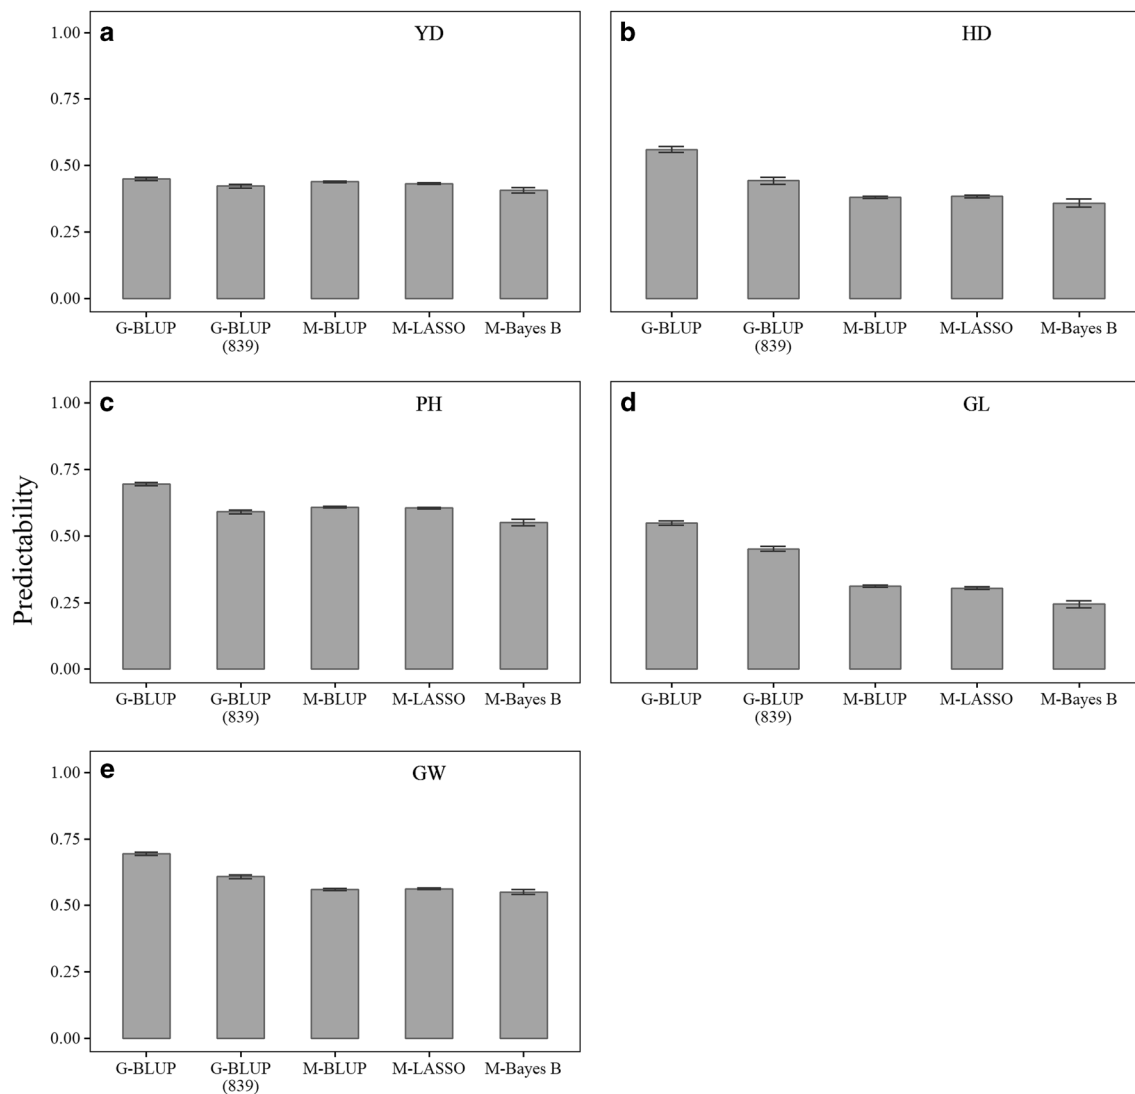 a
YD
1.00
0.75
0.50
0.25
0.00
G-BLUP
G-BLUP
(839)
M-BLUP
M-LASSO
M-Bayes B
b
HD
G-BLUP
G-BLUP
(839)
M-BLUP
M-LASSO
M-Bayes B
Predictability
c
PH
1.00
0.75
0.50
0.25
0.00
G-BLUP
G-BLUP
(839)
M-BLUP
M-LASSO
M-Bayes B
d
GL
G-BLUP
G-BLUP
(839)
M-BLUP
M-LASSO
M-Bayes B
e
GW
1.00
0.75
0.50
0.25
0.00
G-BLUP
G-BLUP
(839)
M-BLUP
M-LASSO
M-Bayes B